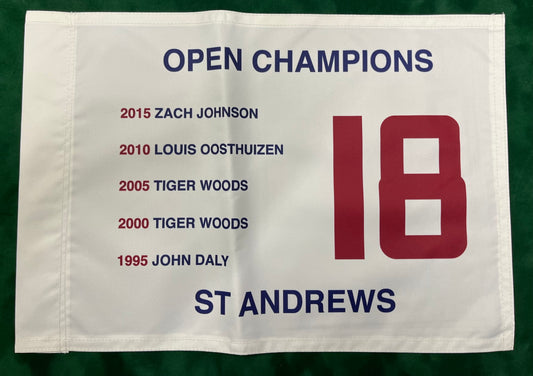 OPEN CHAMPIONS
2015 ZACH JOHNSON
2010 LOUIS OOSTHUIZEN
2005 TIGER WOODS
2000 TIGER WOODS
1995 JOHN DALY
18
ST ANDREWS